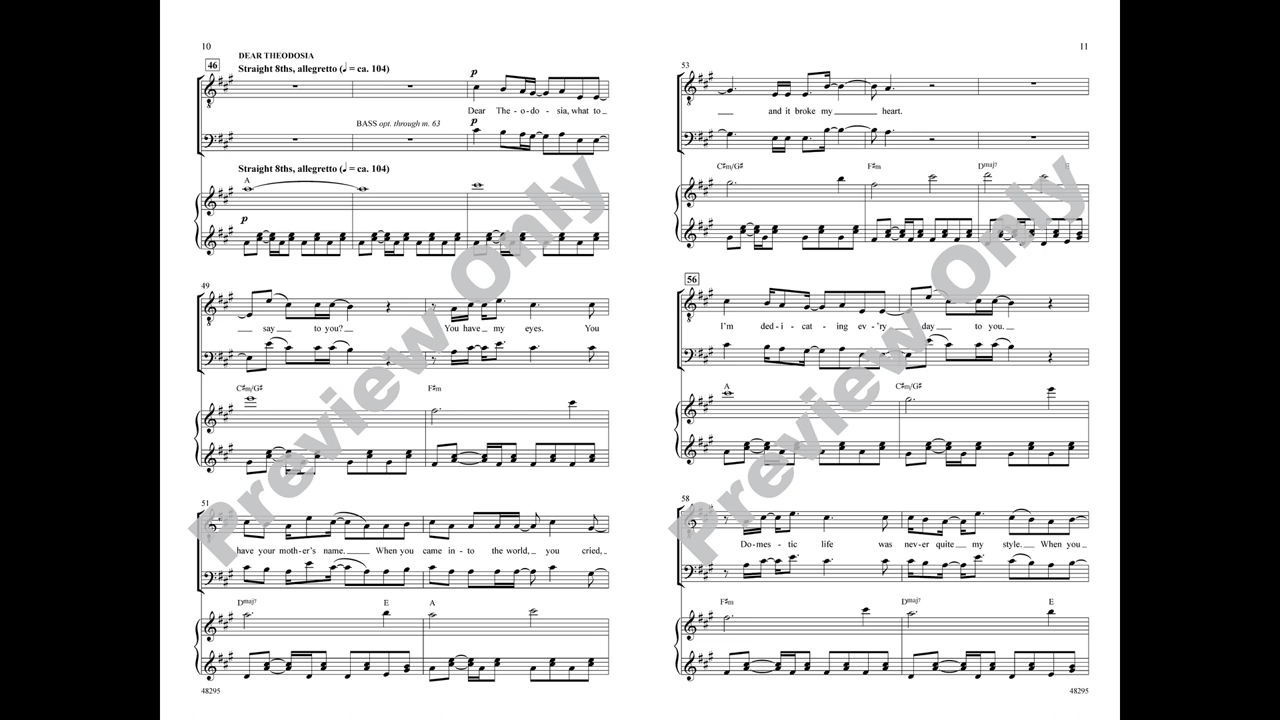 10
DEAR THEODOSIA
46
Straight 8ths, allegretto (♩ = ca. 104)
p
Dear The - o - do - sia, what to
BASS opt. through m. 63
p
Straight 8ths, allegretto (♩ = ca. 104)
A
p
49
say to you? You have my eyes. You
C♯m/G♯ F♯m
51
have your moth-er's name. When you came in - to the world, you cried,
Dmaj7 E A
48295
11
53
and it broke my heart.
C♯m/G♯ F♯m Dmaj7 E
56
I'm ded - i - cat - ing ev-'ry day to you.
A C♯m/G♯
58
Do-mes - tic life was nev-er quite my style. When you
F♯m Dmaj7 E
48295
Preview Only
Preview Only